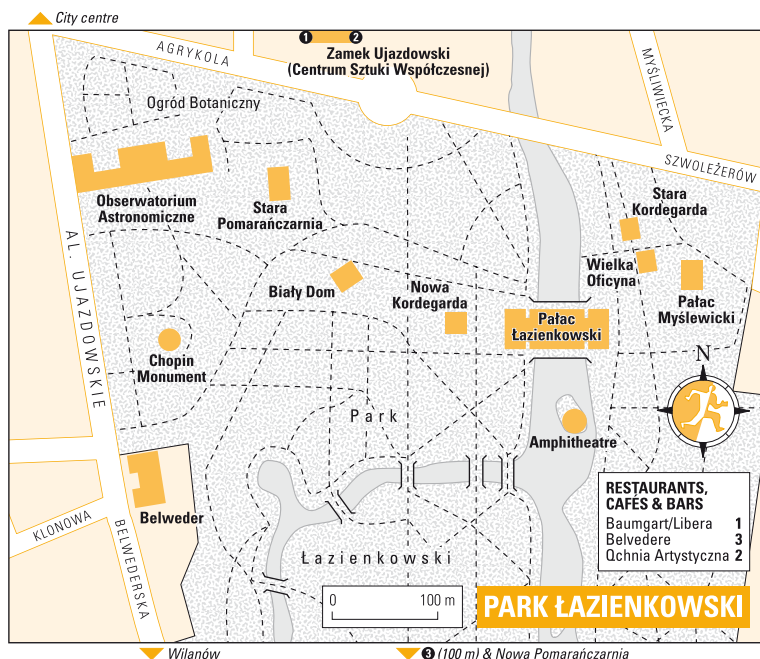 City centre
1 2
Zamek Ujazdowski
(Centrum Sztuki Współczesnej)
AGRYKOLA
MYŚLIWIECKA
Ogród Botaniczny
SZWOLEŻERÓW
Obserwatorium
Astronomiczne
Stara
Pomarańczarnia
Stara
Kordegarda
AL. UJAZDOWSKIE
Biały Dom
Nowa
Kordegarda
Wielka
Oficyna
Pałac
Myślewicki
Pałac
Łazienkowski
Chopin
Monument
N
Park
Amphitheatre
Belweder
KLONOWA
BELWEDERSKA
Łazienkowski
RESTAURANTS,
CAFÉS & BARS
Baumgart/Libera 1
Belvedere 3
Qchnia Artystyczna 2
0 100 m
PARK ŁAZIENKOWSKI
Wilanów
3 (100 m) & Nowa Pomarańczarnia